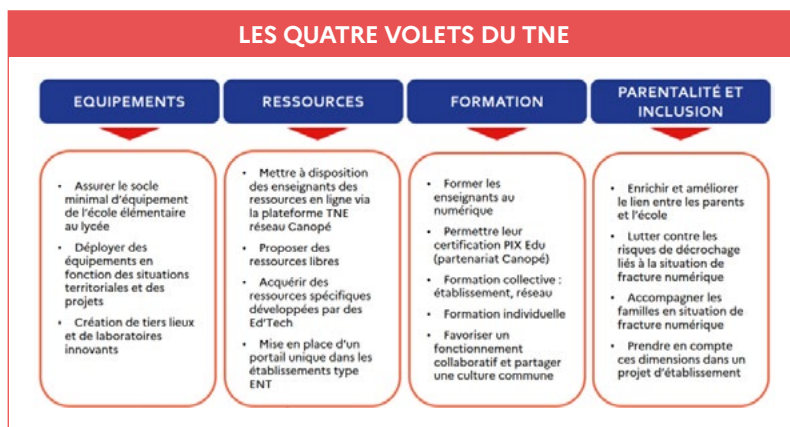 LES QUATRE VOLETS DU TNE
EQUIPEMENTS
• Assurer le socle
minimal d'équipement
de l'école élémentaire
au lycée
• Déployer des
équipements en
fonction des situations
territoriales et des
projets
• Création de tiers lieux
et de laboratoires
innovants
RESSOURCES
• Mettre à disposition
des enseignants des
ressources en ligne via
la plateforme TNE
réseau Canopé
• Proposer des
ressources libres
• Acquérir des
ressources spécifiques
développées par des
Ed'Tech
• Mise en place d'un
portail unique dans les
établissements type
ENT
FORMATION
• Former les
enseignants au
numérique
• Permettre leur
certification PIX Edu
(partenariat Canopé)
• Formation collective :
établissement, réseau
• Formation individuelle
• Favoriser un
fonctionnement
collaboratif et partager
une culture commune
PARENTALITÉ ET
INCLUSION
• Enrichir et améliorer
le lien entre les parents
et l'école
• Lutter contre les
risques de décrochage
liés à la situation de
fracture numérique
• Accompagner les
familles en situation de
fracture numérique
• Prendre en compte
ces dimensions dans un
projet d'établissement